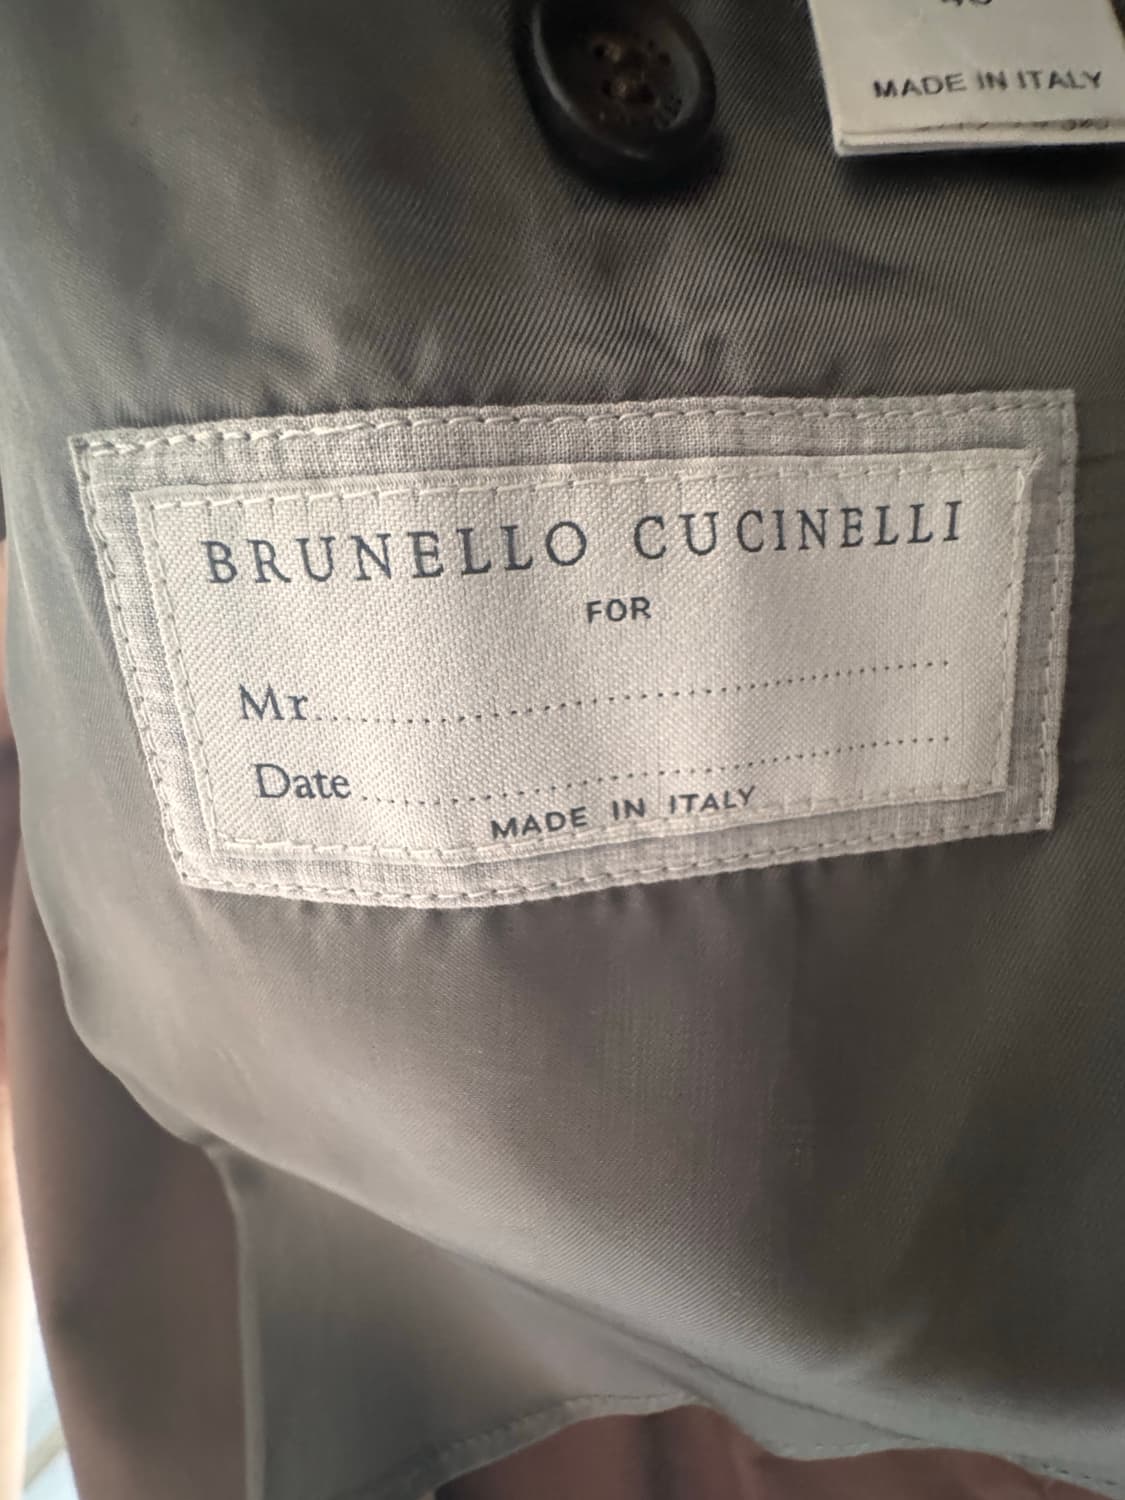 MADE IN ITALY
BRUNELLO CUCINELLI
FOR
Mr.............................................
Date.............................................
MADE IN ITALY